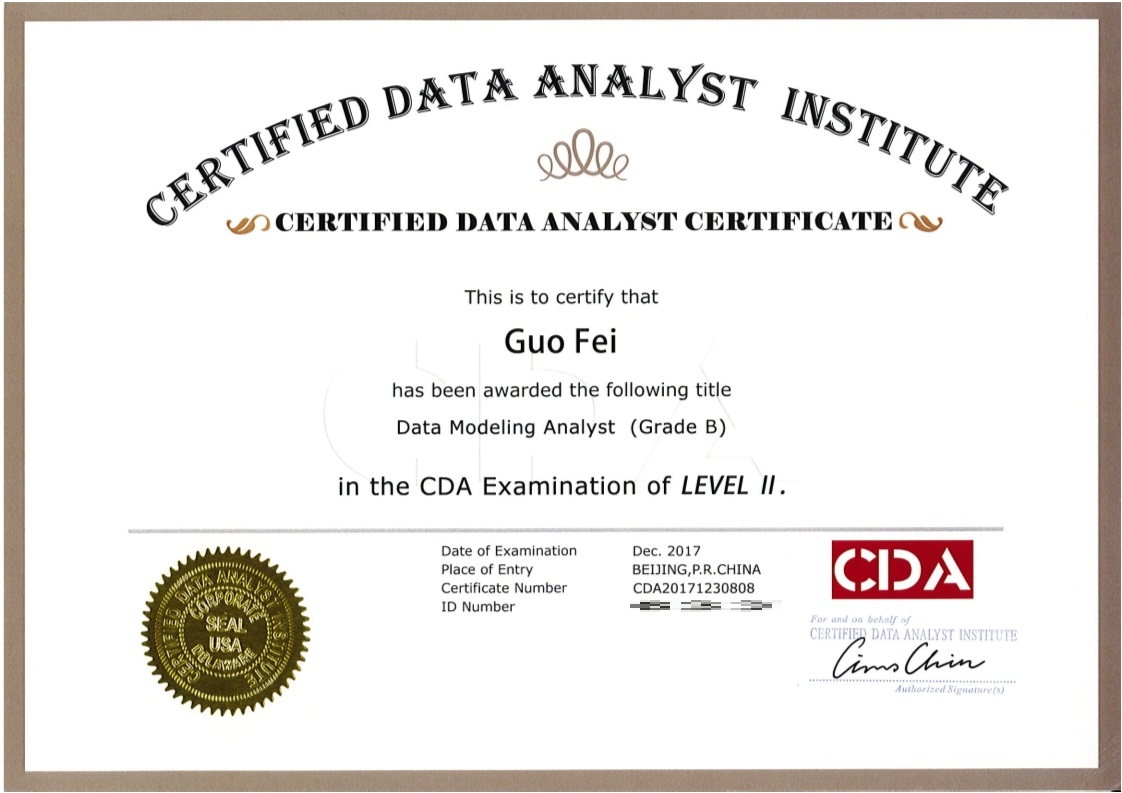 CERTIFIED DATA ANALYST INSTITUTE
CERTIFIED DATA ANALYST CERTIFICATE
This is to certify that
Guo Fei
has been awarded the following title
Data Modeling Analyst (Grade B)
in the CDA Examination of LEVEL II.
Date of Examination Dec. 2017
Place of Entry BEIJING,P.R.CHINA
Certificate Number CDA20171230808
ID Number
CERTIFIED DATA ANALYST INSTITUTE
CORPORATE
SEAL
USA
DELAWARE
CDA
For and on behalf of
CERTIFIED DATA ANALYST INSTITUTE
Authorized Signature(s)
CDA